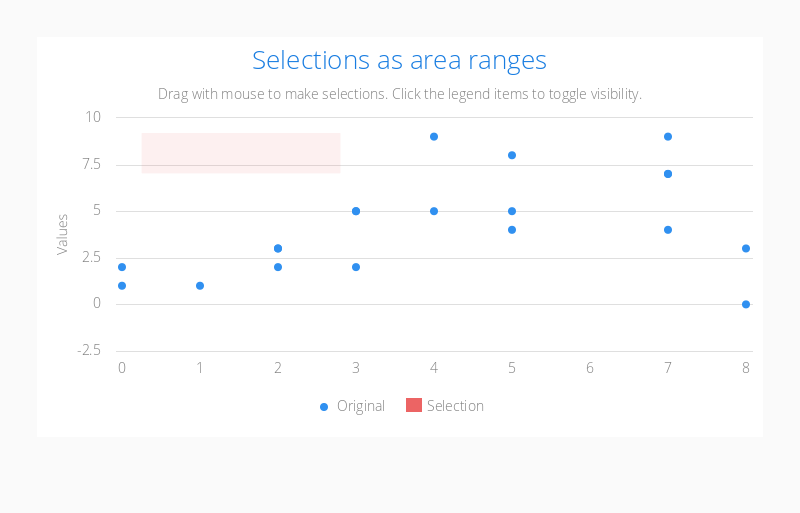 Selections as area ranges
Drag with mouse to make selections. Click the legend items to toggle visibility.
10
7.5
5
2.5
0
-2.5
Values
0 1 2 3 4 5 6 7 8
Original Selection